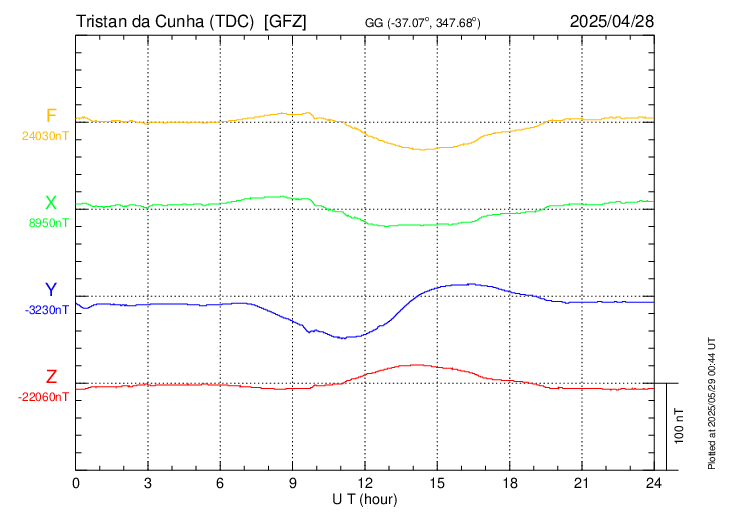 Tristan da Cunha (TDC) [GFZ]
GG (-37.07°, 347.68°)
2025/04/28
F
24030nT
X
8950nT
Y
-3230nT
Z
-22060nT
100 nT
0 3 6 9 12 15 18 21 24
U T (hour)
Plotted at 2025/05/29 00:44 UT